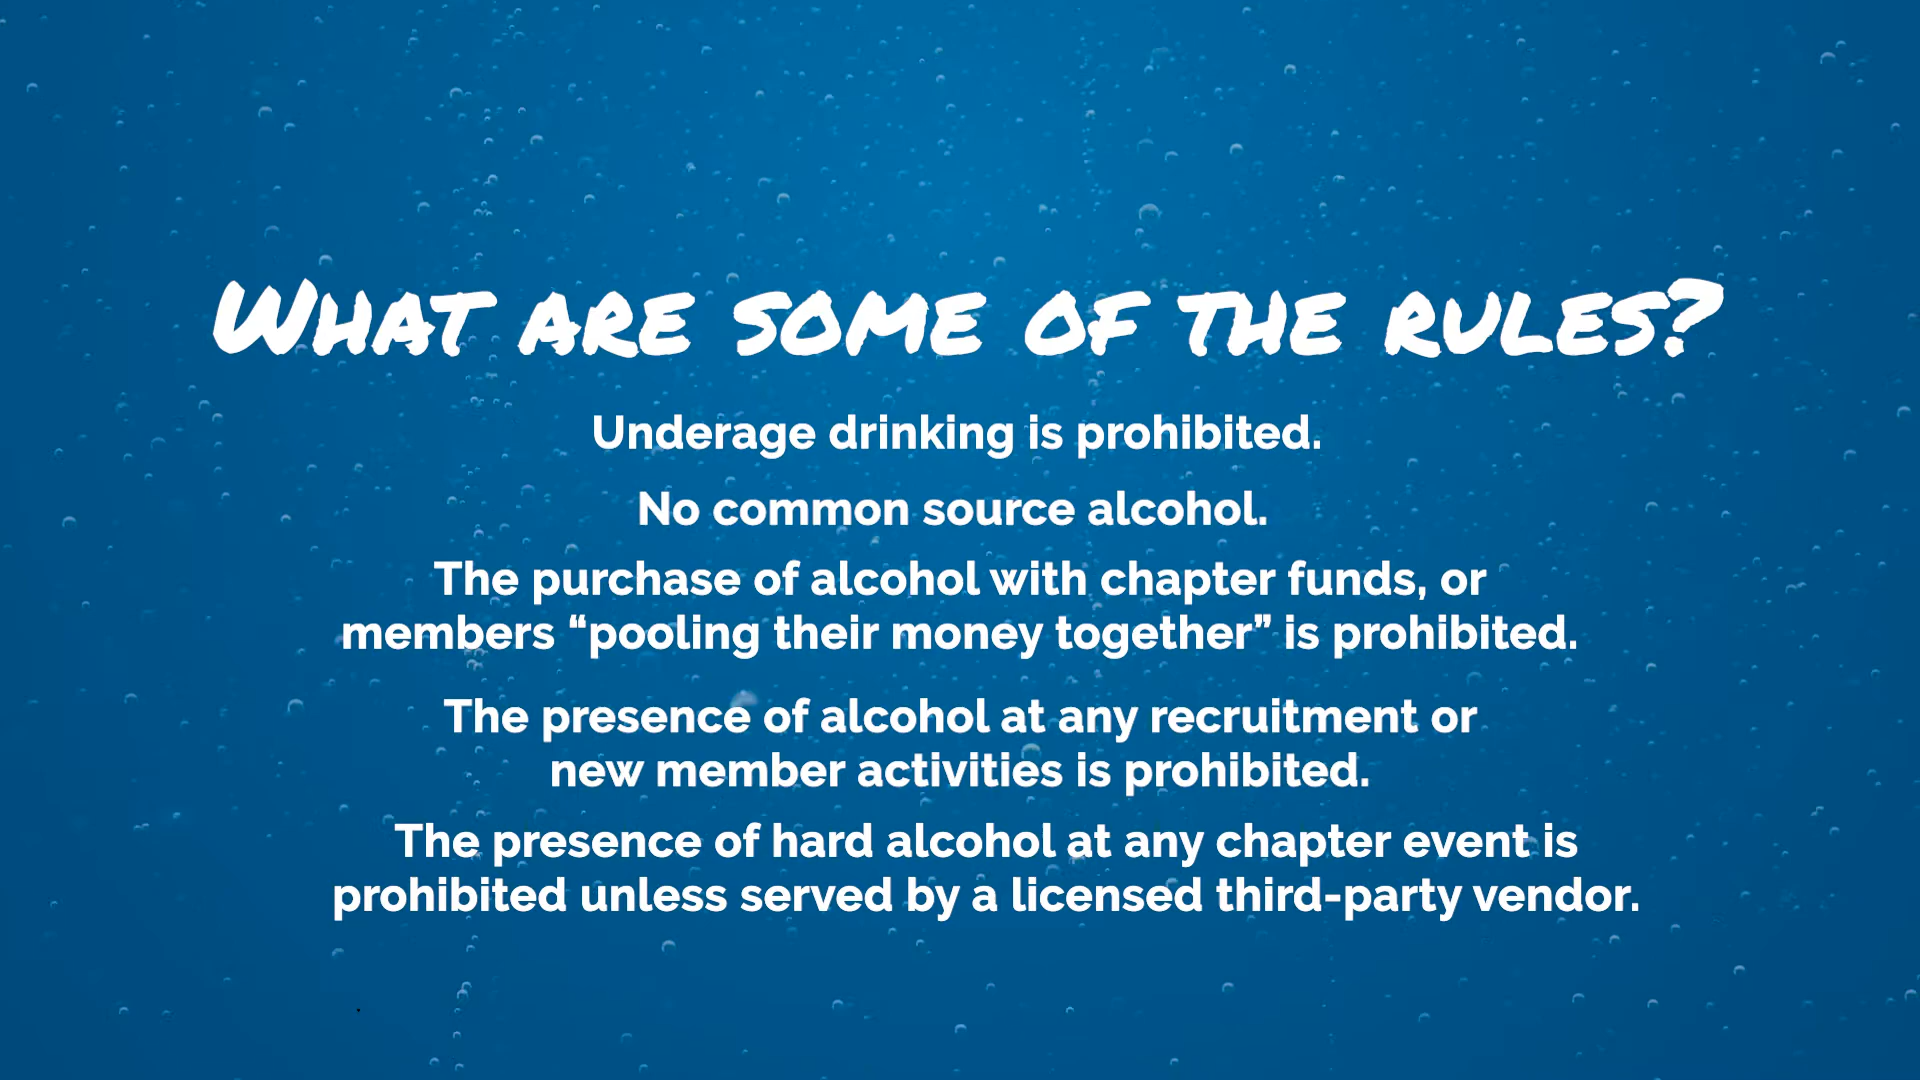 What are some of the rules?
Underage drinking is prohibited.
No common source alcohol.
The purchase of alcohol with chapter funds, or
members “pooling their money together” is prohibited.
The presence of alcohol at any recruitment or
new member activities is prohibited.
The presence of hard alcohol at any chapter event is
prohibited unless served by a licensed third-party vendor.